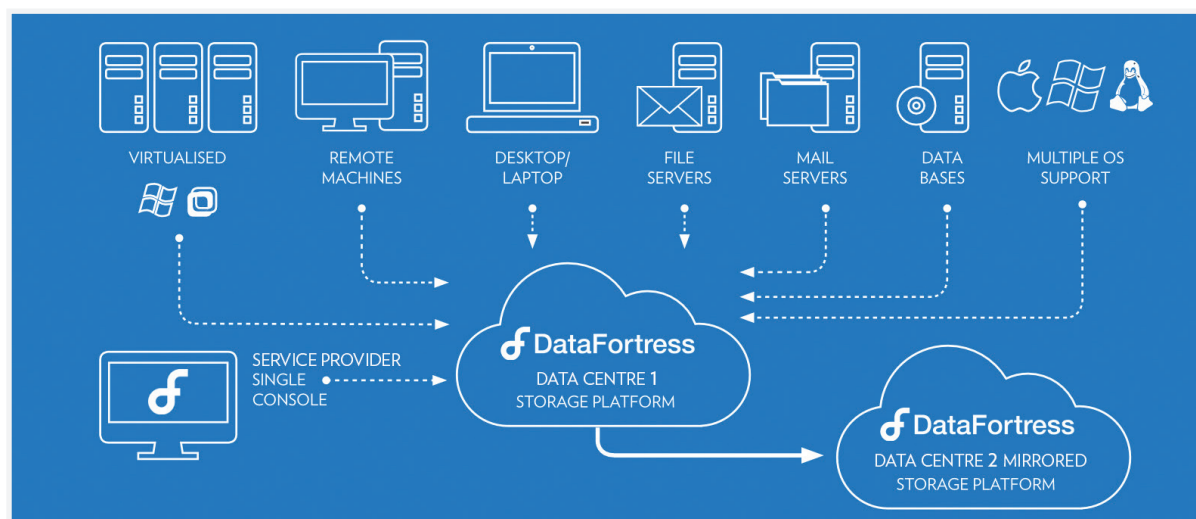 VIRTUALISED
REMOTE
MACHINES
DESKTOP/
LAPTOP
FILE
SERVERS
MAIL
SERVERS
DATA
BASES
MULTIPLE OS
SUPPORT
SERVICE PROVIDER
SINGLE
CONSOLE
DataFortress
DATA CENTRE 1
STORAGE PLATFORM
DataFortress
DATA CENTRE 2 MIRRORED
STORAGE PLATFORM